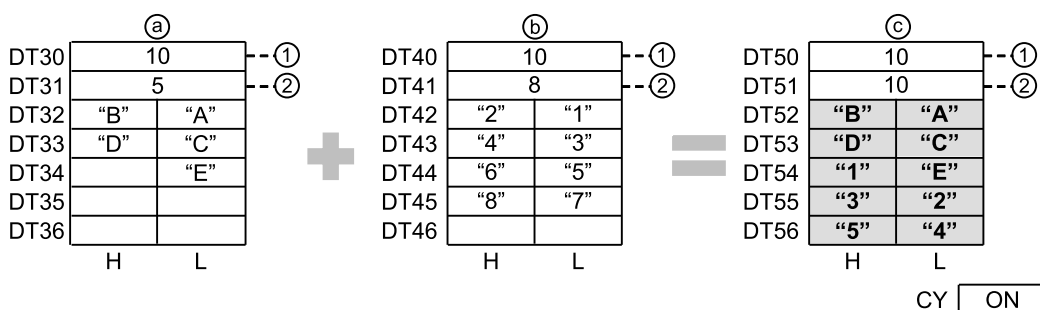 ⓐ ⓑ ⓒ
DT30 10 ① DT40 10 ① DT50 10 ①
DT31 5 ② DT41 8 ② DT51 10 ②
DT32 “B” “A” DT42 “2” “1” DT52 “B” “A”
DT33 “D” “C” DT43 “4” “3” DT53 “D” “C”
DT34 “E” DT44 “6” “5” DT54 “1” “E”
DT35 DT45 “8” “7” DT55 “3” “2”
DT36 DT46 DT56 “5” “4”
H L H L H L
CY ON